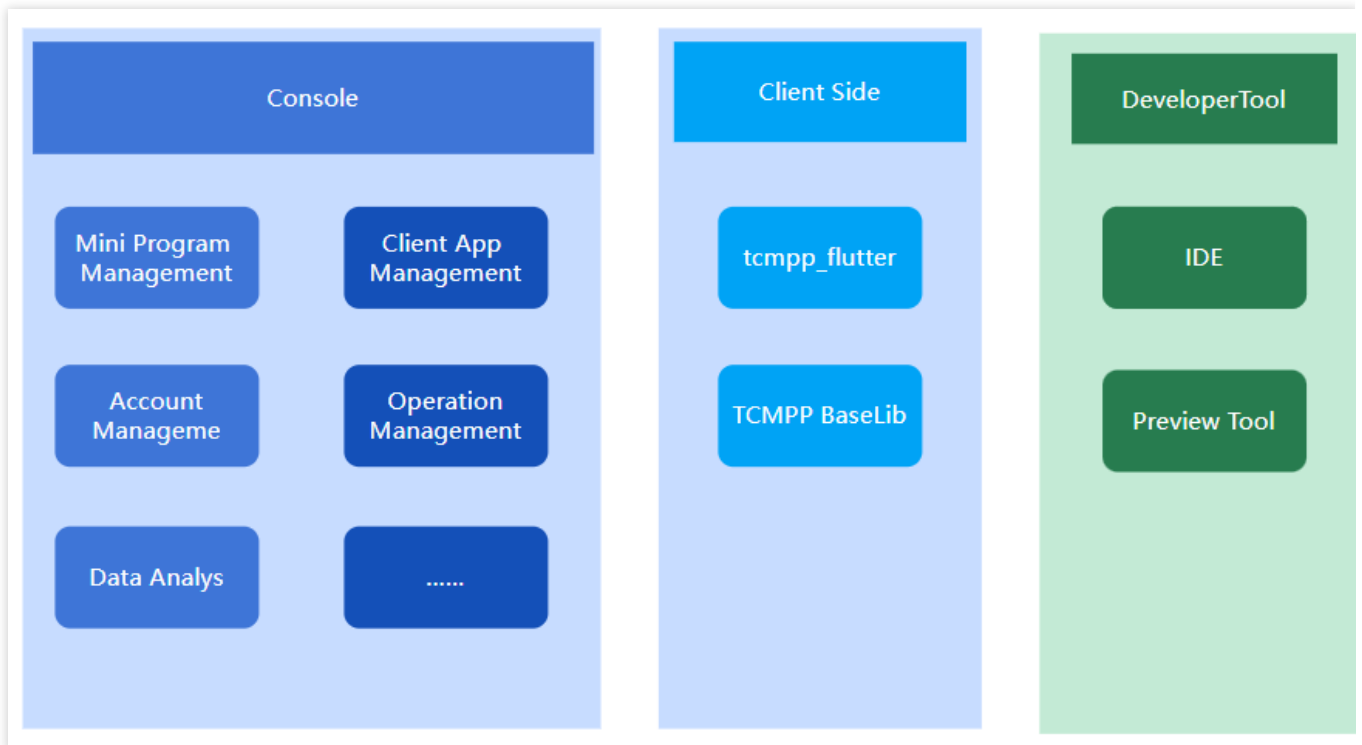 Console
Mini Program
Management
Client App
Management
Account
Manageme
Operation
Management
Data Analys
......
Client Side
tcmpp_flutter
TCMPP BaseLib
DeveloperTool
IDE
Preview Tool